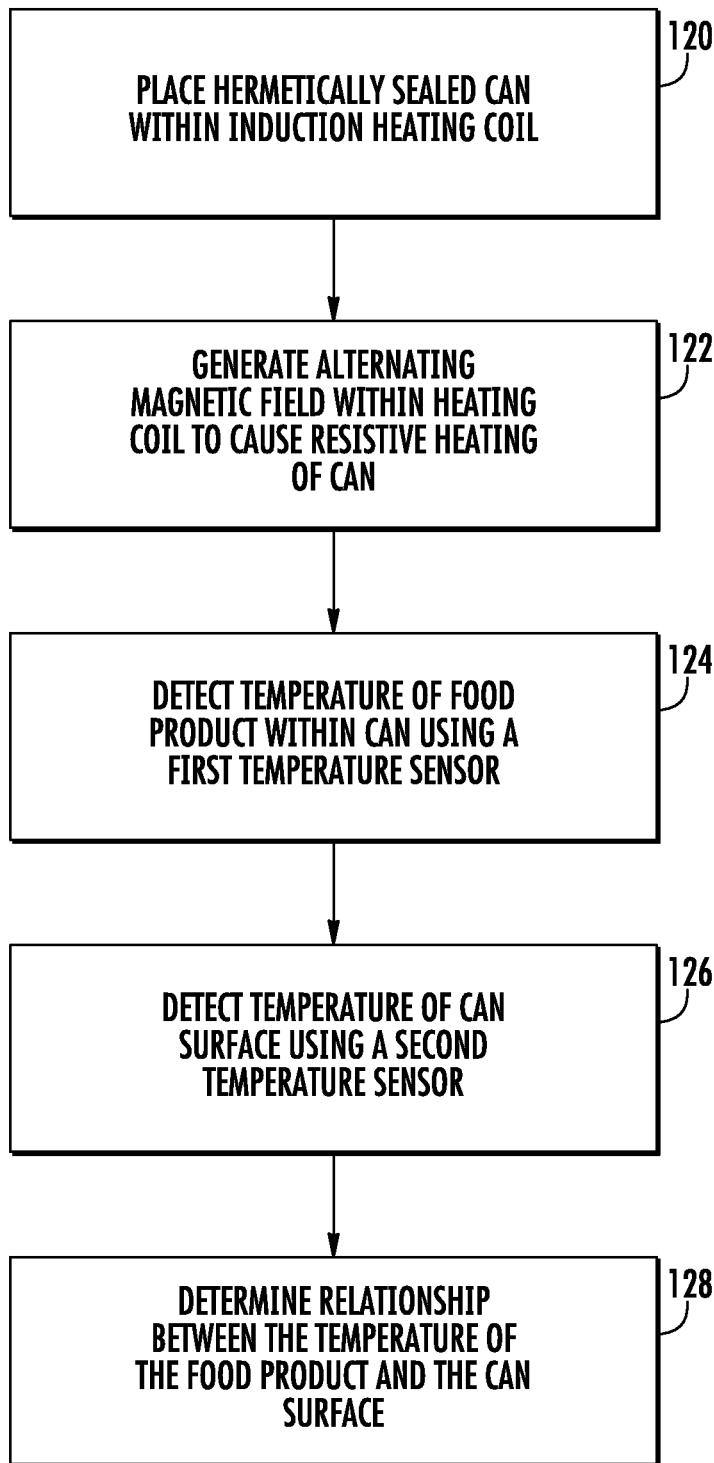 120
PLACE HERMETICALLY SEALED CAN
WITHIN INDUCTION HEATING COIL
122
GENERATE ALTERNATING
MAGNETIC FIELD WITHIN HEATING
COIL TO CAUSE RESISTIVE HEATING
OF CAN
124
DETECT TEMPERATURE OF FOOD
PRODUCT WITHIN CAN USING A
FIRST TEMPERATURE SENSOR
126
DETECT TEMPERATURE OF CAN
SURFACE USING A SECOND
TEMPERATURE SENSOR
128
DETERMINE RELATIONSHIP
BETWEEN THE TEMPERATURE OF
THE FOOD PRODUCT AND THE CAN
SURFACE